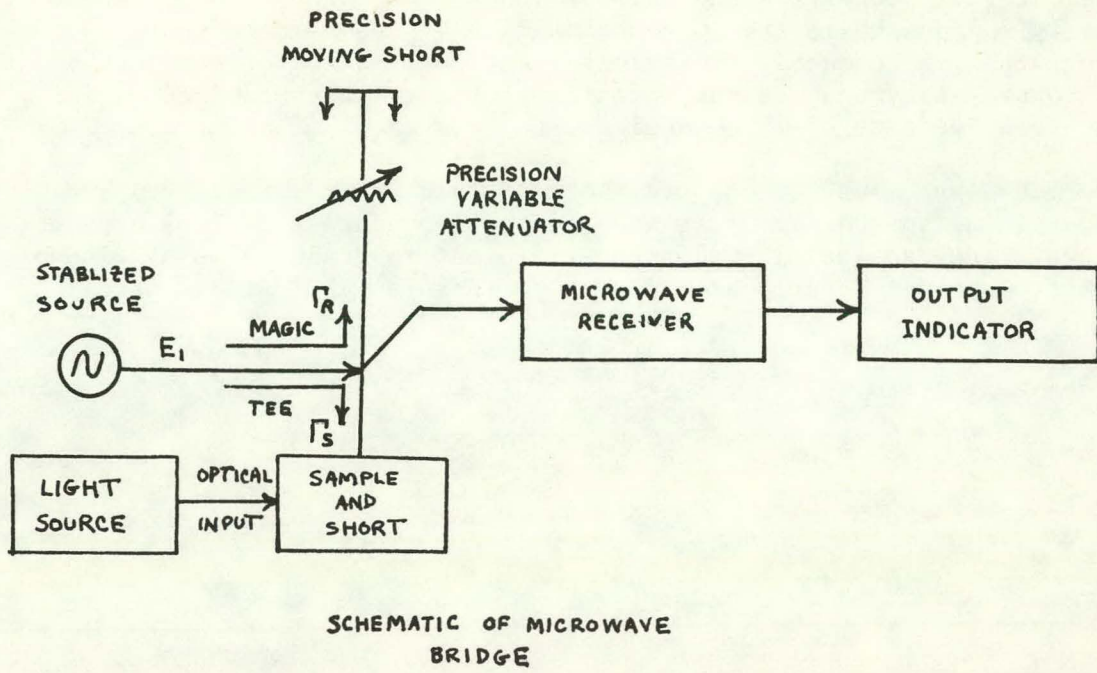 PRECISION
MOVING SHORT
PRECISION
VARIABLE
ATTENUATOR
STABLIZED
SOURCE
E1
MAGIC
ΓR
TEE
ΓS
MICROWAVE
RECEIVER
OUTPUT
INDICATOR
LIGHT
SOURCE
OPTICAL
INPUT
SAMPLE
AND
SHORT
SCHEMATIC OF MICROWAVE
BRIDGE